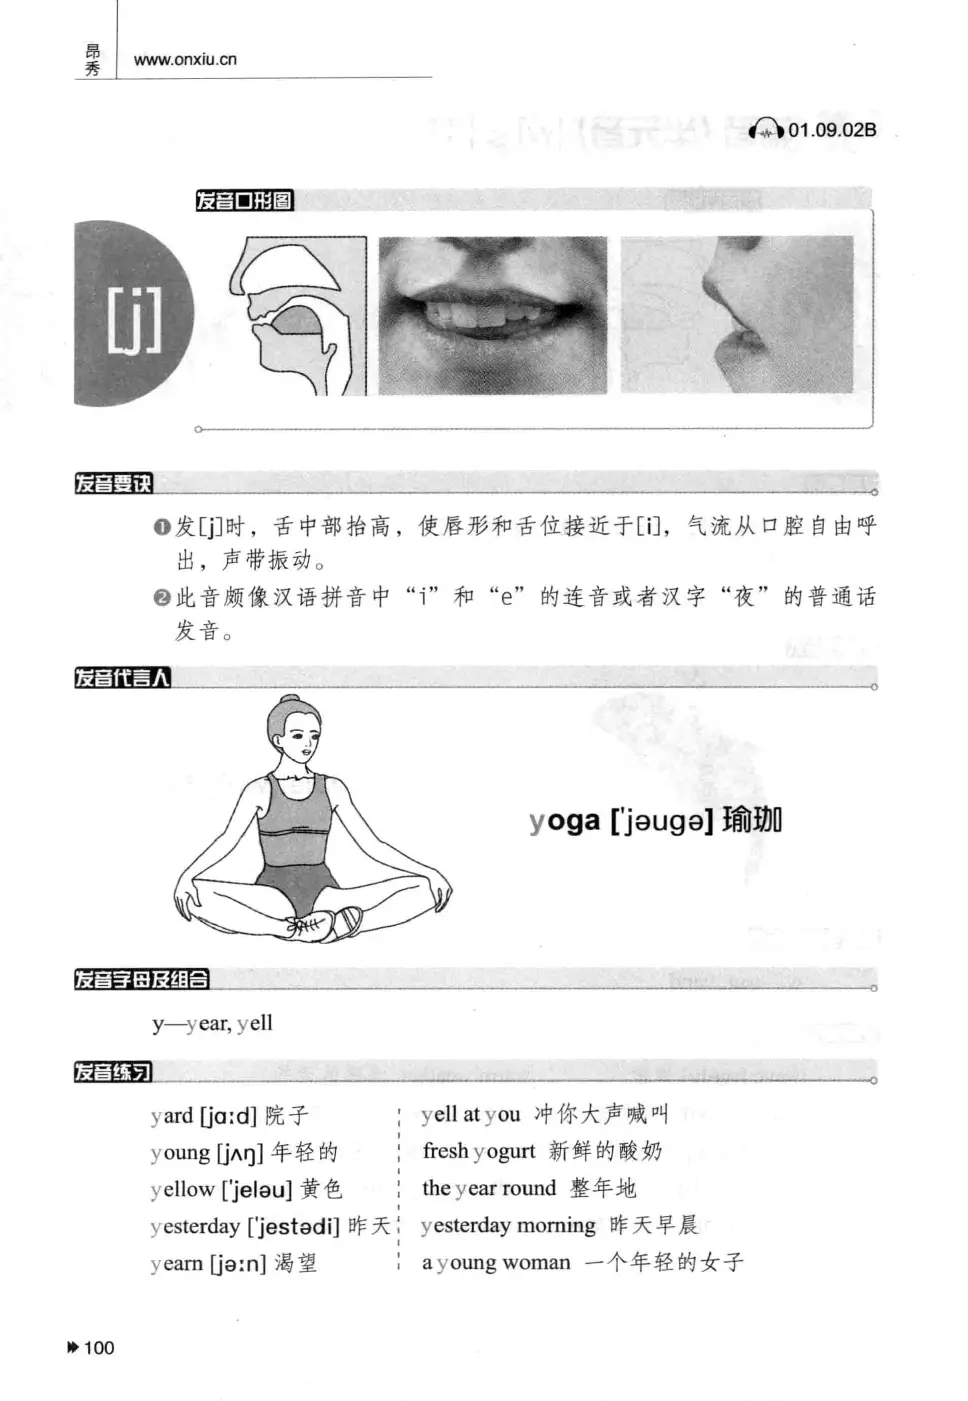 昂秀
www.onxiu.cn
01.09.02B
发音口形图
[j]
发音要诀
❶发[j]时，舌中部抬高，使唇形和舌位接近于[i]，气流从口腔自由呼
出，声带振动。
❷此音颇像汉语拼音中“i”和“e”的连音或者汉字“夜”的普通话
发音。
发音代言人
yoga ['jəugə] 瑜珈
发音字母及组合
y—year, yell
发音练习
yard [jɑːd] 院子
young [jʌŋ] 年轻的
yellow ['jeləu] 黄色
yesterday ['jestədi] 昨天
yearn [jəːn] 渴望
yell at you 冲你大声喊叫
fresh yogurt 新鲜的酸奶
the year round 整年地
yesterday morning 昨天早晨
a young woman 一个年轻的女子
100